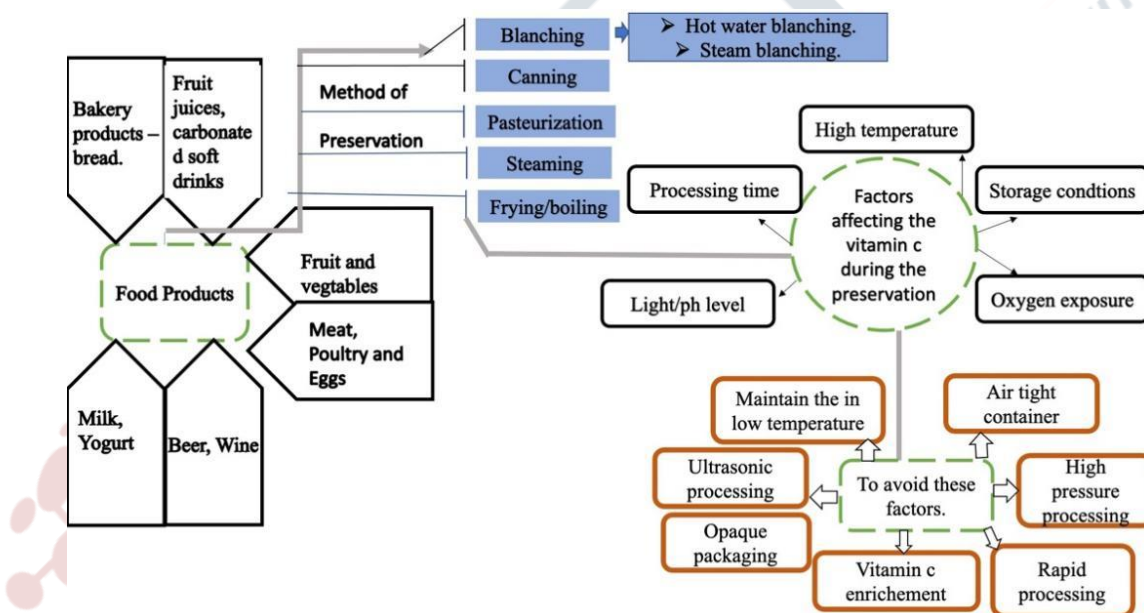 Bakery
products –
bread.
Fruit
juices,
carbonate
d soft
drinks
Fruit and
vegtables
Meat,
Poultry and
Eggs
Food Products
Milk,
Yogurt
Beer, Wine
Method of
Preservation
Blanching
➢ Hot water blanching.
➢ Steam blanching.
Canning
Pasteurization
Steaming
Frying/boiling
Factors
affecting the
vitamin c
during the
preservation
High temperature
Processing time
Storage condtions
Light/ph level
Oxygen exposure
To avoid these
factors.
Maintain the in
low temperature
Air tight
container
Ultrasonic
processing
High
pressure
processing
Opaque
packaging
Vitamin c
enrichment
Rapid
processing